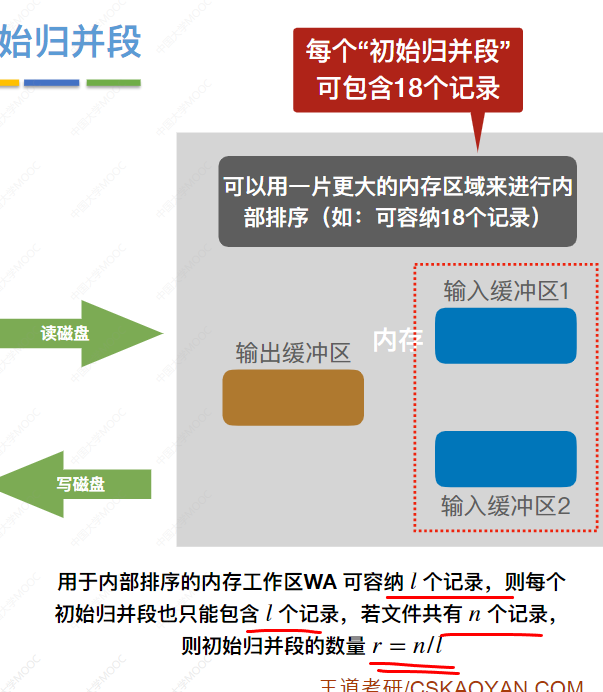 始归并段
每个“初始归并段”
可包含18个记录
可以用一片更大的内存区域来进行内
部排序（如：可容纳18个记录）
输入缓冲区1
读磁盘
内存
输出缓冲区
写磁盘
输入缓冲区2
用于内部排序的内存工作区WA 可容纳 l 个记录，则每个
初始归并段也只能包含 l 个记录，若文件共有 n 个记录，
则初始归并段的数量 r = n/l
王道考研/CSKAOYAN.COM